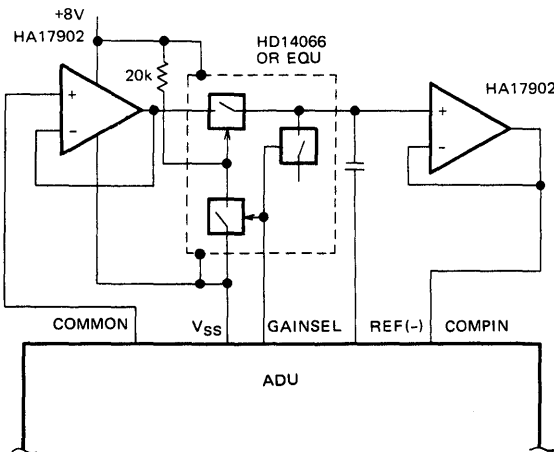 +8V
HA17902
HD14066
OR EQU
20k
HA17902
+
-
+
-
COMMON
VSS
GAINSEL
REF(-)
COMPIN
ADU